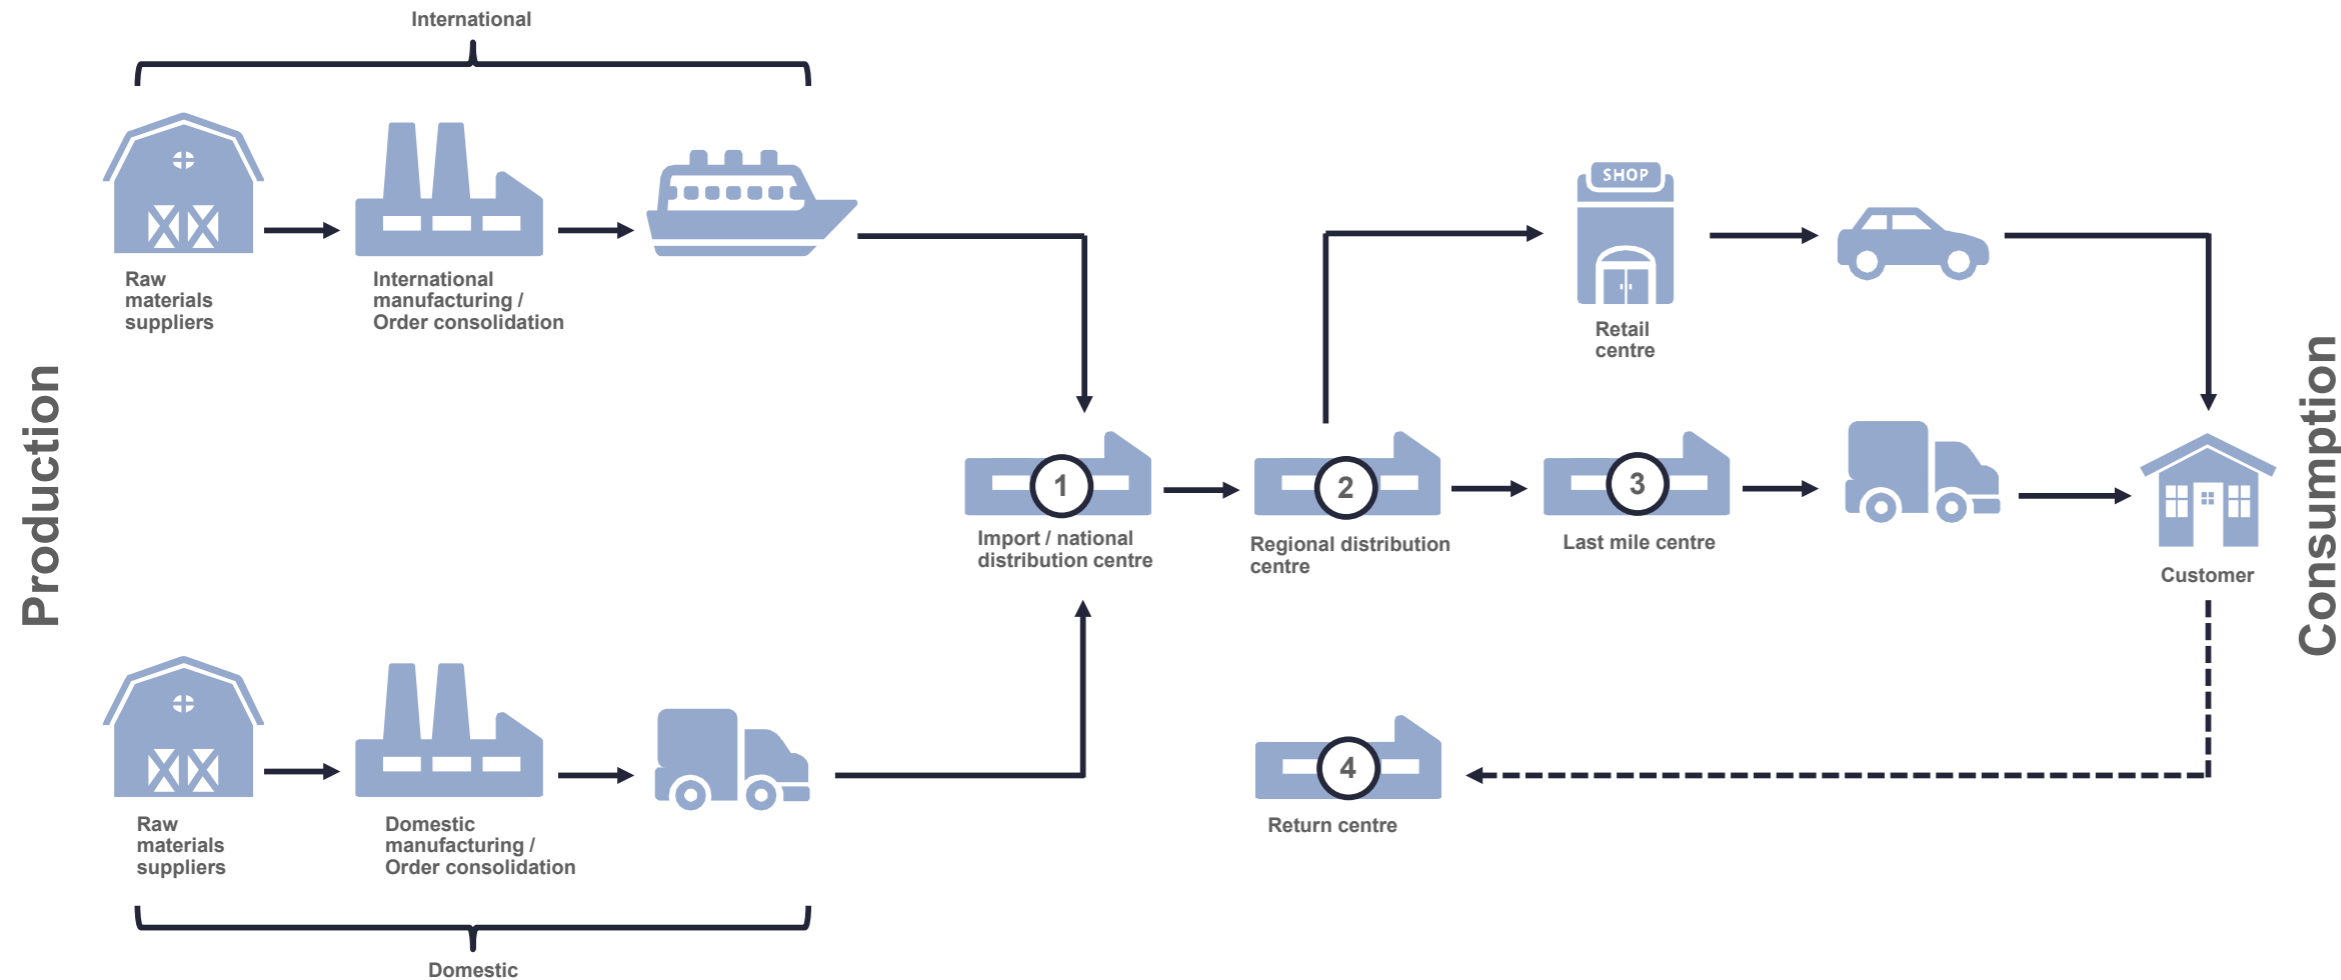 International
Raw
materials
suppliers
International
manufacturing /
Order consolidation
SHOP
Retail
centre
Production
Consumption
1
Import / national
distribution centre
2
Regional distribution
centre
3
Last mile centre
Customer
Raw
materials
suppliers
Domestic
manufacturing /
Order consolidation
4
Return centre
Domestic